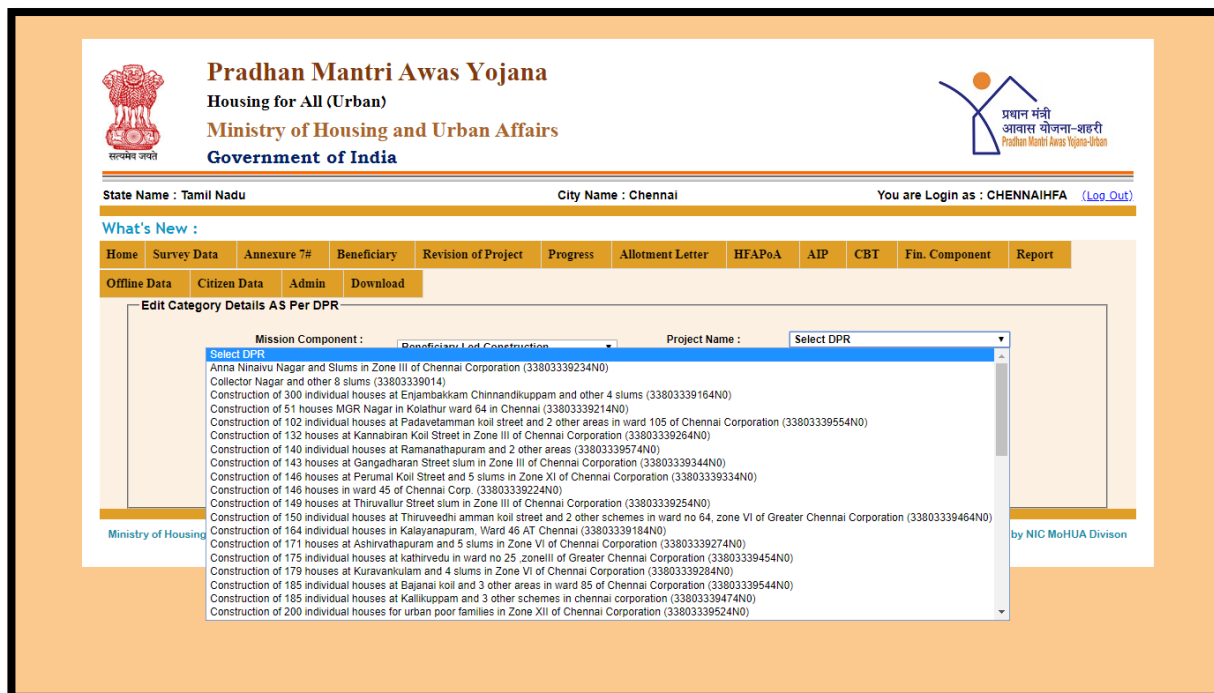 Pradhan Mantri Awas Yojana
Housing for All (Urban)
Ministry of Housing and Urban Affairs
Government of India
सत्यमेव जयते
प्रधान मंत्री
आवास योजना-शहरी
Pradhan Mantri Awas Yojana-Urban
State Name : Tamil Nadu City Name : Chennai You are Login as : CHENNAIHFA (Log Out)
What's New :
Home Survey Data Annexure 7# Beneficiary Revision of Project Progress Allotment Letter HFAPoA AIP CBT Fin. Component Report
Offline Data Citizen Data Admin Download
Edit Category Details AS Per DPR
Mission Component : Beneficiary Led Construction Project Name : Select DPR
Select DPR
Anna Ninaivu Nagar and Slums in Zone III of Chennai Corporation (33803339234N0)
Collector Nagar and other 8 slums (33803339014)
Construction of 300 individual houses at Enjambakkam Chinnandikuppam and other 4 slums (33803339164N0)
Construction of 51 houses MGR Nagar in Kolathur ward 64 in Chennai (33803339214N0)
Construction of 102 individual houses at Padavetamman koil street and 2 other areas in ward 105 of Chennai Corporation (33803339554N0)
Construction of 132 houses at Kannabiran Koil Street in Zone III of Chennai Corporation (33803339264N0)
Construction of 140 individual houses at Ramanathapuram and 2 other areas (33803339574N0)
Construction of 143 houses at Gangadharan Street slum in Zone III of Chennai Corporation (33803339344N0)
Construction of 146 houses at Perumal Koil Street and 5 slums in Zone XI of Chennai Corporation (33803339334N0)
Construction of 146 houses in ward 45 of Chennai Corp. (33803339224N0)
Construction of 149 houses at Thiruvallur Street slum in Zone III of Chennai Corporation (33803339254N0)
Construction of 150 individual houses at Thiruveedhi amman koil street and 2 other schemes in ward no 64, zone VI of Greater Chennai Corporation (33803339464N0)
Construction of 164 individual houses in Kalayanapuram, Ward 46 AT Chennai (33803339184N0)
Construction of 171 houses at Ashirvathapuram and 5 slums in Zone VI of Chennai Corporation (33803339274N0)
Construction of 175 individual houses at kathirvedu in ward no 25 ,zoneIII of Greater Chennai Corporation (33803339454N0)
Construction of 179 houses at Kuravankulam and 4 slums in Zone VI of Chennai Corporation (33803339284N0)
Construction of 185 individual houses at Bajanai koil and 3 other areas in ward 85 of Chennai Corporation (33803339544N0)
Construction of 185 individual houses at Kallikuppam and 3 other schemes in chennai corporation (33803339474N0)
Construction of 200 individual houses for urban poor families in Zone XII of Chennai Corporation (33803339524N0)
Ministry of Housing by NIC MoHUA Divison